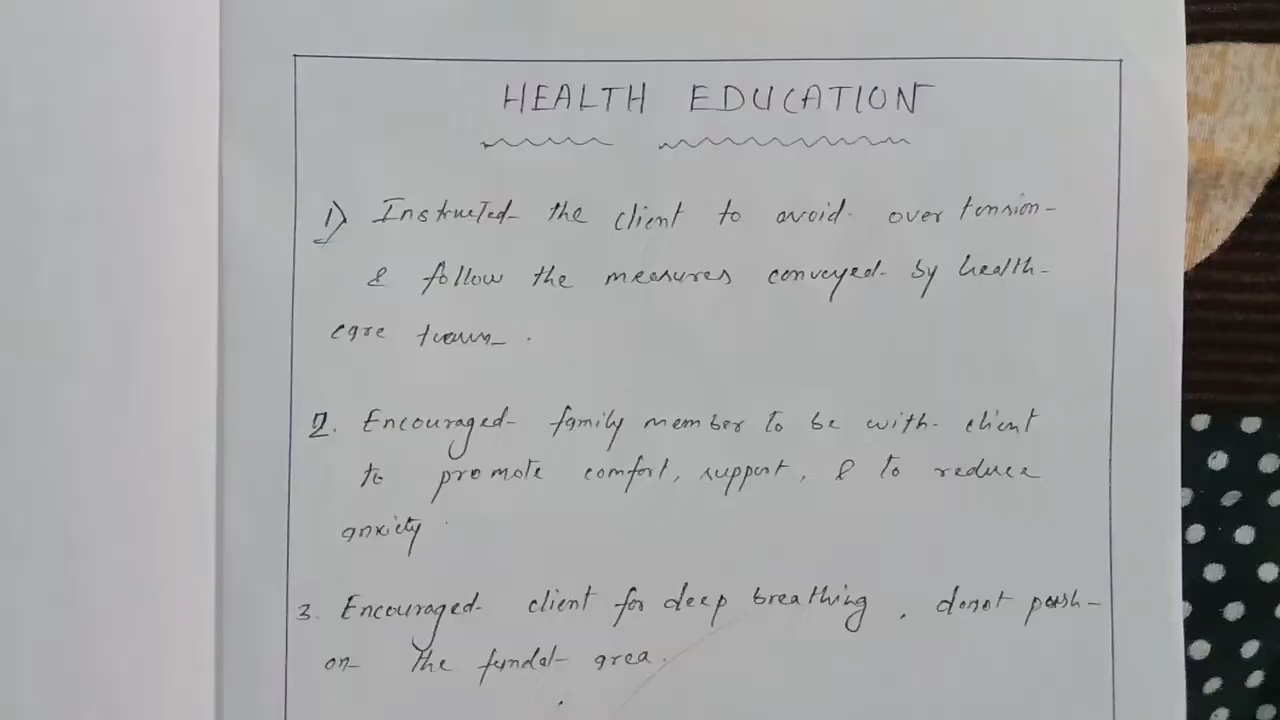 HEALTH EDUCATION
1) Instructed the client to avoid over tension
& follow the measures conveyed by health
care team.
2. Encouraged family member to be with client
to promote comfort, support, & to reduce
anxiety.
3. Encouraged client for deep breathing, donot push
on the fundal area.